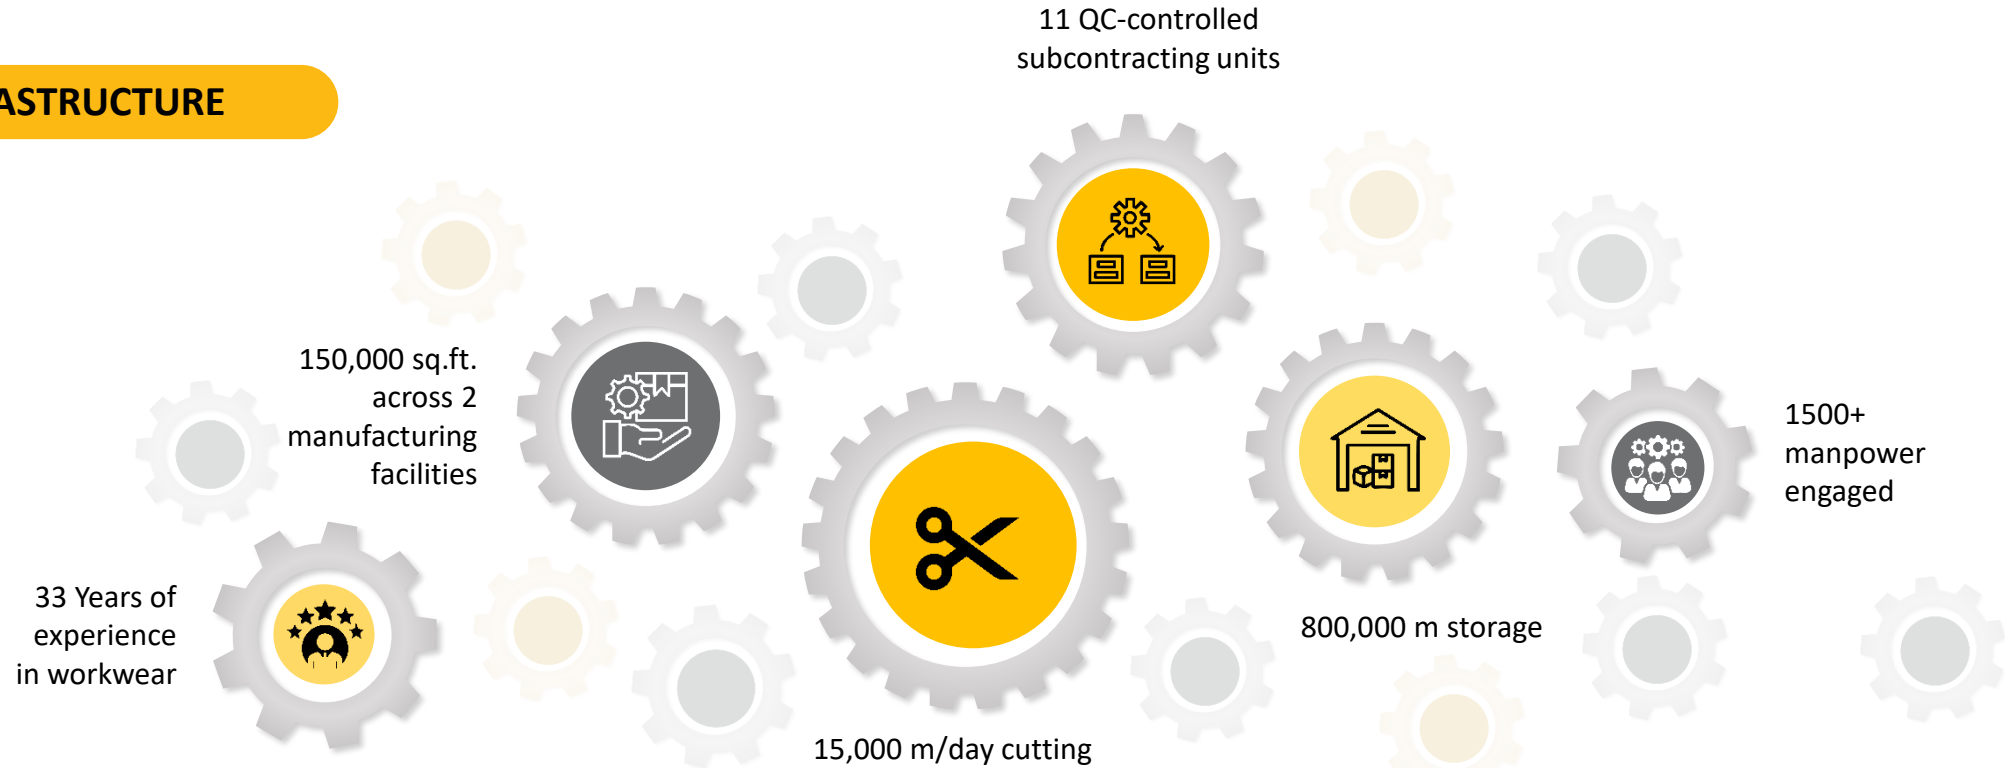 ASTRUCTURE
11 QC-controlled
subcontracting units
150,000 sq.ft.
across 2
manufacturing
facilities
1500+
manpower
engaged
33 Years of
experience
in workwear
800,000 m storage
15,000 m/day cutting